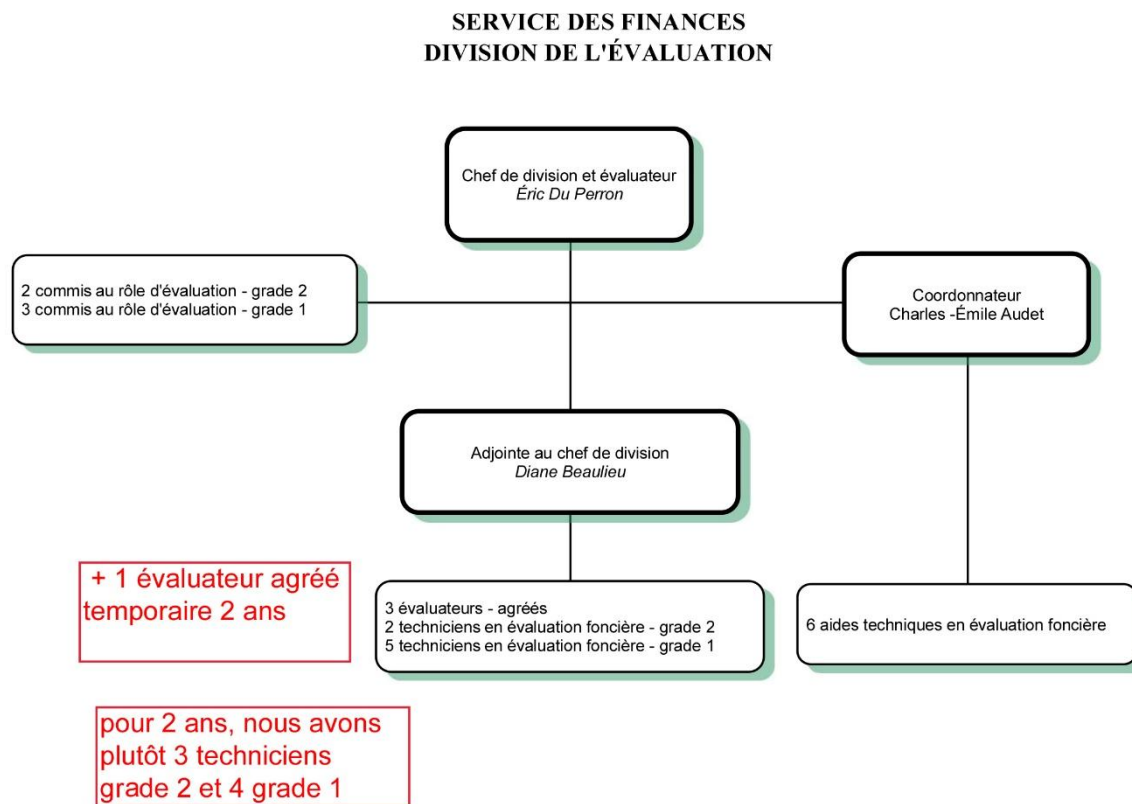 SERVICE DES FINANCES
DIVISION DE L'ÉVALUATION
Chef de division et évaluateur
Éric Du Perron
2 commis au rôle d'évaluation - grade 2
3 commis au rôle d'évaluation - grade 1
Coordonnateur
Charles -Émile Audet
Adjointe au chef de division
Diane Beaulieu
+ 1 évaluateur agréé
temporaire 2 ans
3 évaluateurs - agréés
2 techniciens en évaluation foncière - grade 2
5 techniciens en évaluation foncière - grade 1
6 aides techniques en évaluation foncière
pour 2 ans, nous avons
plutôt 3 techniciens
grade 2 et 4 grade 1